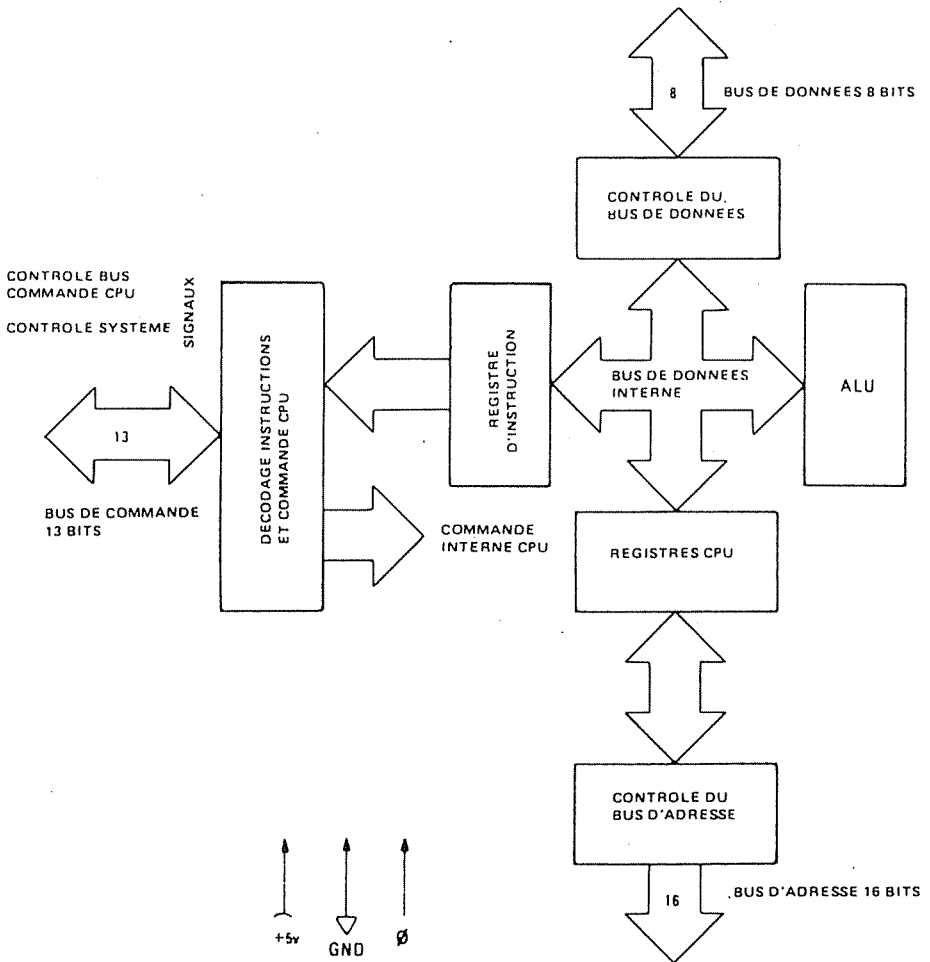 8
BUS DE DONNEES 8 BITS
CONTROLE DU
BUS DE DONNEES
CONTROLE BUS
COMMANDE CPU
CONTROLE SYSTEME
SIGNAUX
13
BUS DE COMMANDE
13 BITS
DECODAGE INSTRUCTIONS
ET COMMANDE CPU
REGISTRE
D'INSTRUCTION
BUS DE DONNEES
INTERNE
ALU
COMMANDE
INTERNE CPU
REGISTRES CPU
CONTROLE DU
BUS D'ADRESSE
16
BUS D'ADRESSE 16 BITS
+5v
GND
Ø